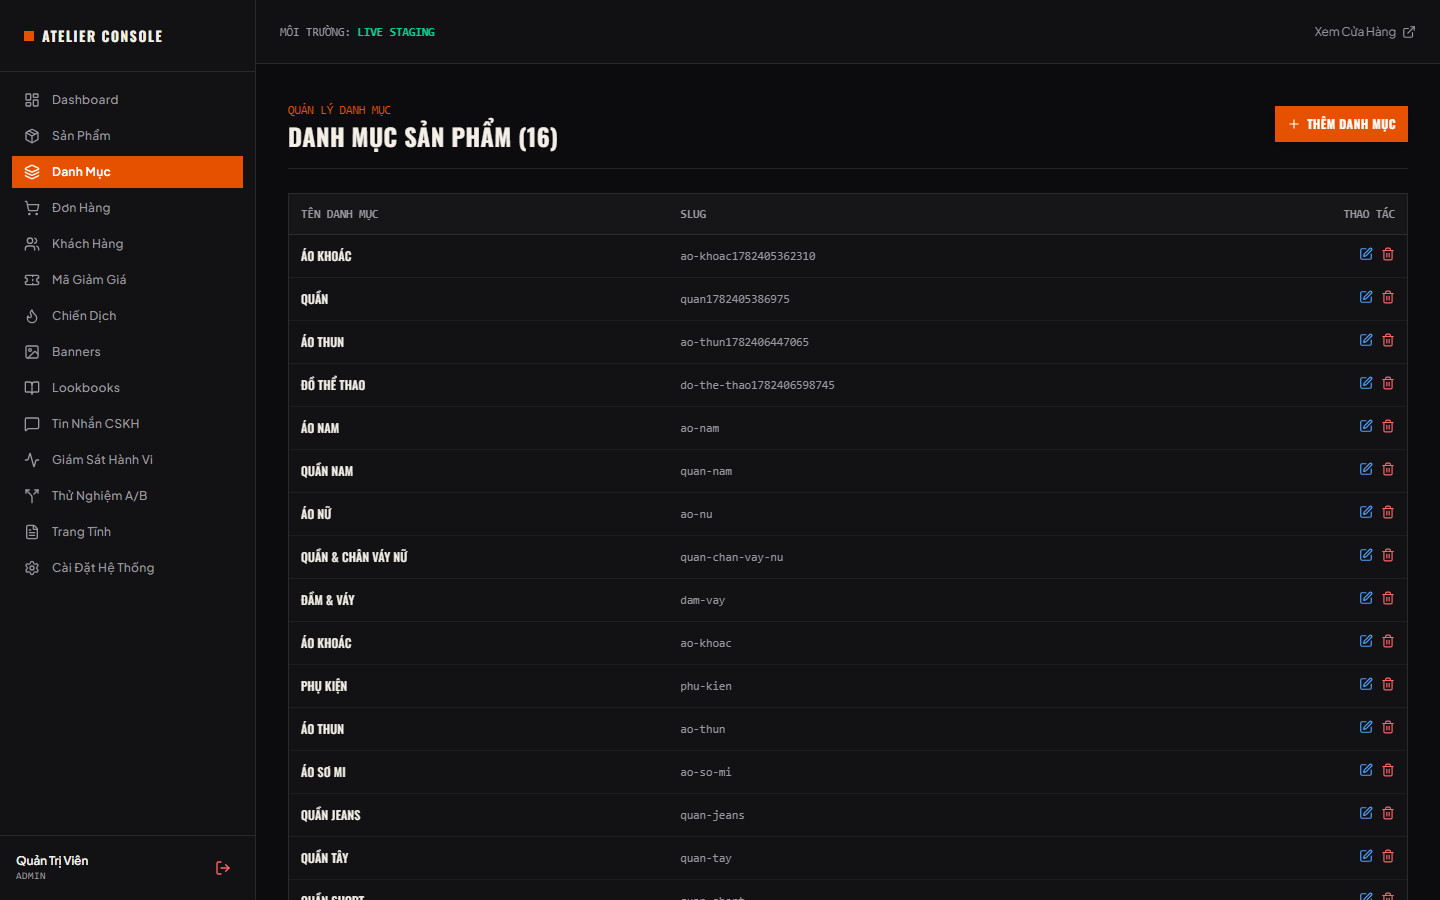 ATELIER CONSOLE
MÔI TRƯỜNG: LIVE STAGING
Xem Cửa Hàng
Dashboard
Sản Phẩm
Danh Mục
Đơn Hàng
Khách Hàng
Mã Giảm Giá
Chiến Dịch
Banners
Lookbooks
Tin Nhắn CSKH
Giám Sát Hành Vi
Thử Nghiệm A/B
Trang Tĩnh
Cài Đặt Hệ Thống
Quản Trị Viên
ADMIN
QUẢN LÝ DANH MỤC
DANH MỤC SẢN PHẨM (16)
THÊM DANH MỤC
TÊN DANH MỤC SLUG THAO TÁC
ÁO KHOÁC ao-khoac1782405362310
QUẦN quan1782405386975
ÁO THUN ao-thun1782406447065
ĐỒ THỂ THAO do-the-thao1782406598745
ÁO NAM ao-nam
QUẦN NAM quan-nam
ÁO NỮ ao-nu
QUẦN & CHÂN VÁY NỮ quan-chan-vay-nu
ĐẦM & VÁY dam-vay
ÁO KHOÁC ao-khoac
PHỤ KIỆN phu-kien
ÁO THUN ao-thun
ÁO SƠ MI ao-so-mi
QUẦN JEANS quan-jeans
QUẦN TÂY quan-tay
QUẦN SHORT quan-short